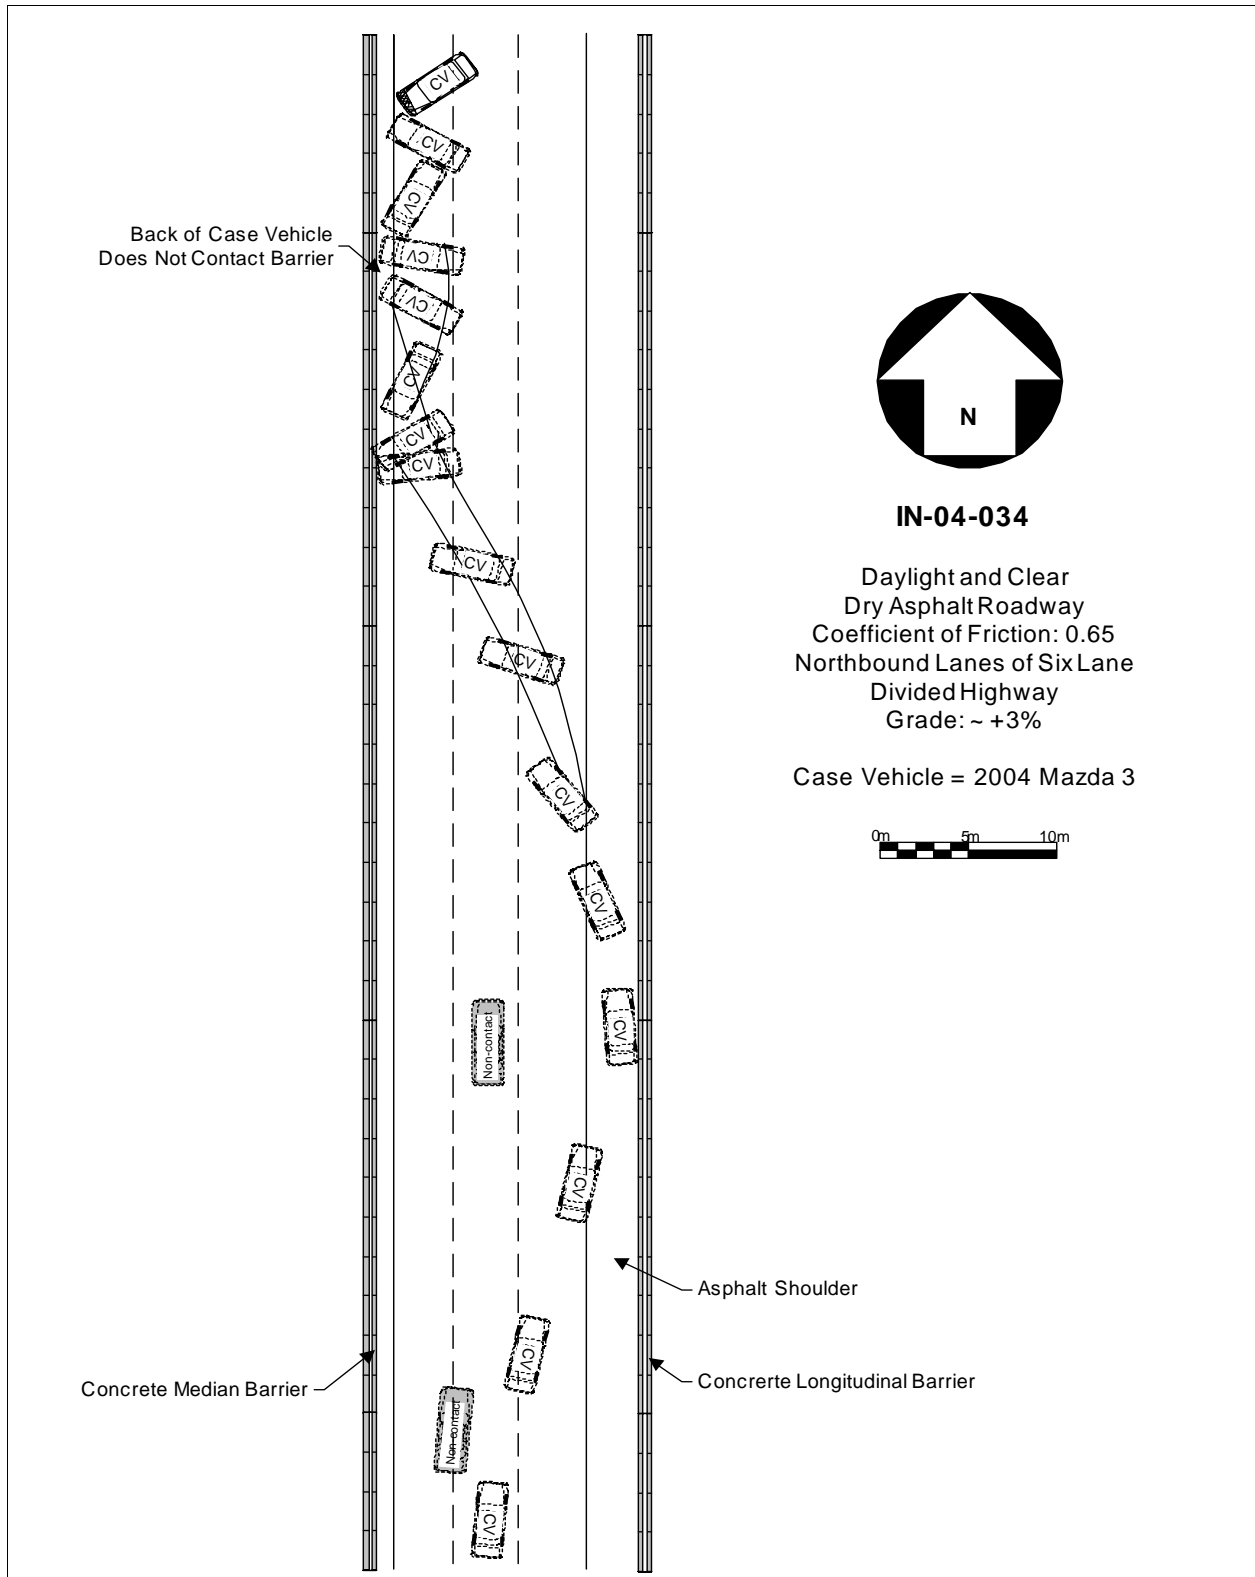 CV
CV
CV
Back of Case Vehicle
Does Not Contact Barrier
CV
CV
CV
CV
CV
N
IN-04-034
CV
Daylight and Clear
Dry Asphalt Roadway
Coefficient of Friction: 0.65
Northbound Lanes of Six Lane
Divided Highway
Grade: ~ +3%
CV
Case Vehicle = 2004 Mazda 3
CV
0m 5m 10m
CV
Non-contact
CV
CV
Asphalt Shoulder
CV
Concrete Median Barrier
Concrerte Longitudinal Barrier
Non-contact
CV